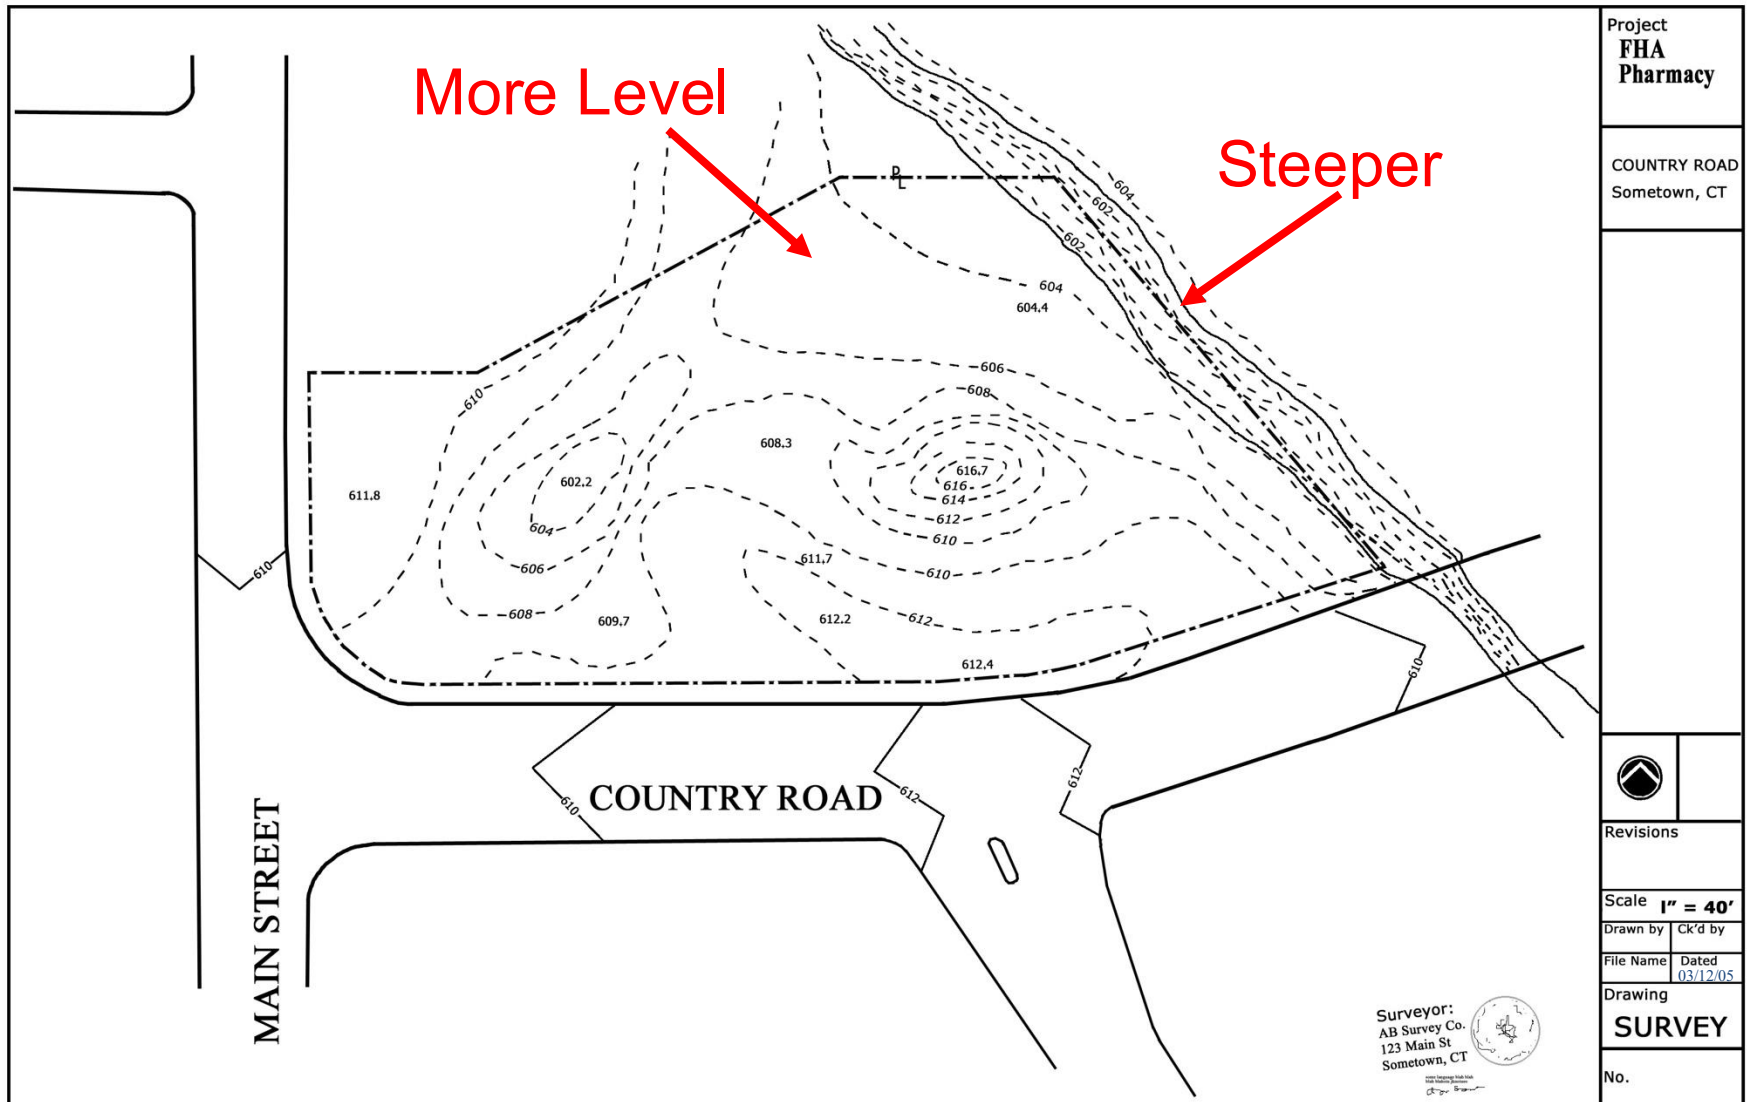 More Level
Steeper
Project
FHA
Pharmacy
COUNTRY ROAD
Sometown, CT
PL
604
602
602
604
604.4
606
608
610
608.3
611.8
602.2
604
606
608
609.7
616.7
616
614
612
610
611.7
610
612.2
612
612.4
610
610
610
612
612
COUNTRY ROAD
MAIN STREET
Revisions
Scale 1" = 40'
Drawn by Ck'd by
File Name Dated
03/12/05
Drawing
SURVEY
No.
Surveyor:
AB Survey Co.
123 Main St
Sometown, CT